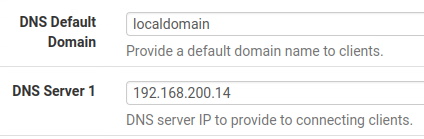 DNS Default
Domain
localdomain
Provide a default domain name to clients.
DNS Server 1
192.168.200.14
DNS server IP to provide to connecting clients.